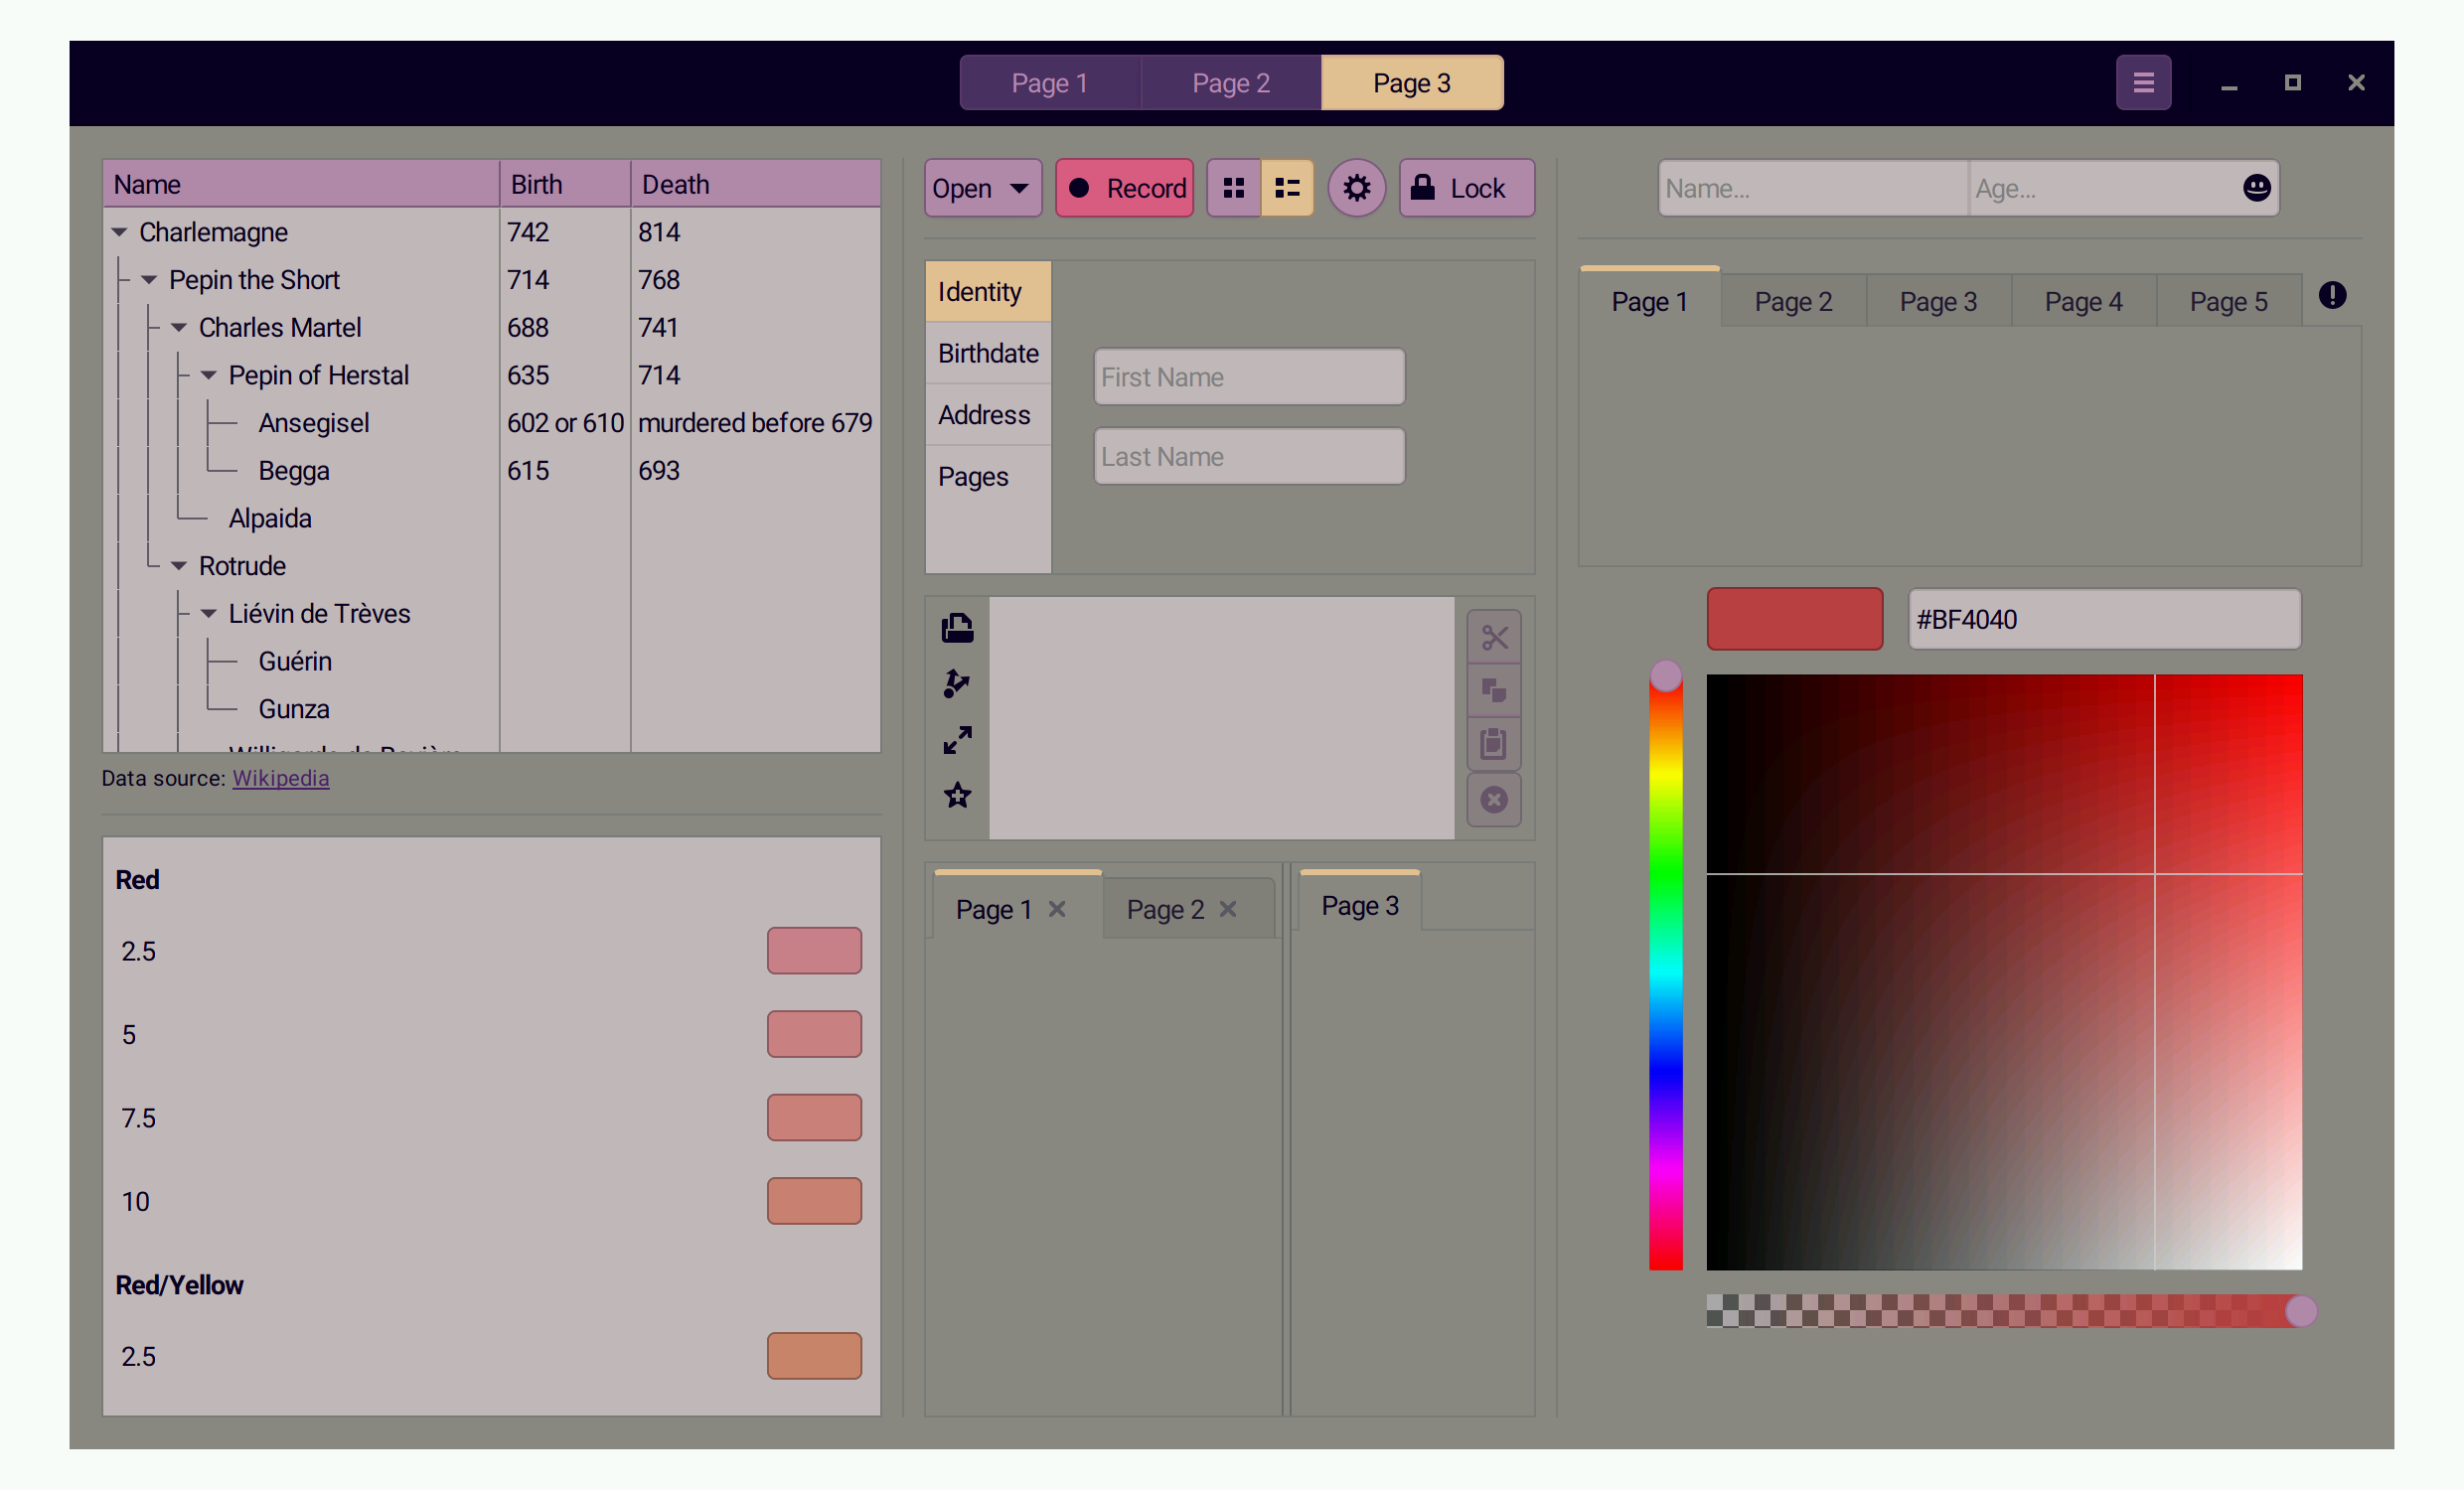 Page 1 Page 2 Page 3
Name Birth Death
Charlemagne 742 814
Pepin the Short 714 768
Charles Martel 688 741
Pepin of Herstal 635 714
Ansegisel 602 or 610 murdered before 679
Begga 615 693
Alpaida
Rotrude
Liévin de Trèves
Guérin
Gunza
Data source: Wikipedia
Red
2.5
5
7.5
10
Red/Yellow
2.5
Open Record Lock
Identity
Birthdate
Address
Pages
First Name
Last Name
Page 1 Page 2 Page 3
Name... Age...
Page 1 Page 2 Page 3 Page 4 Page 5
#BF4040